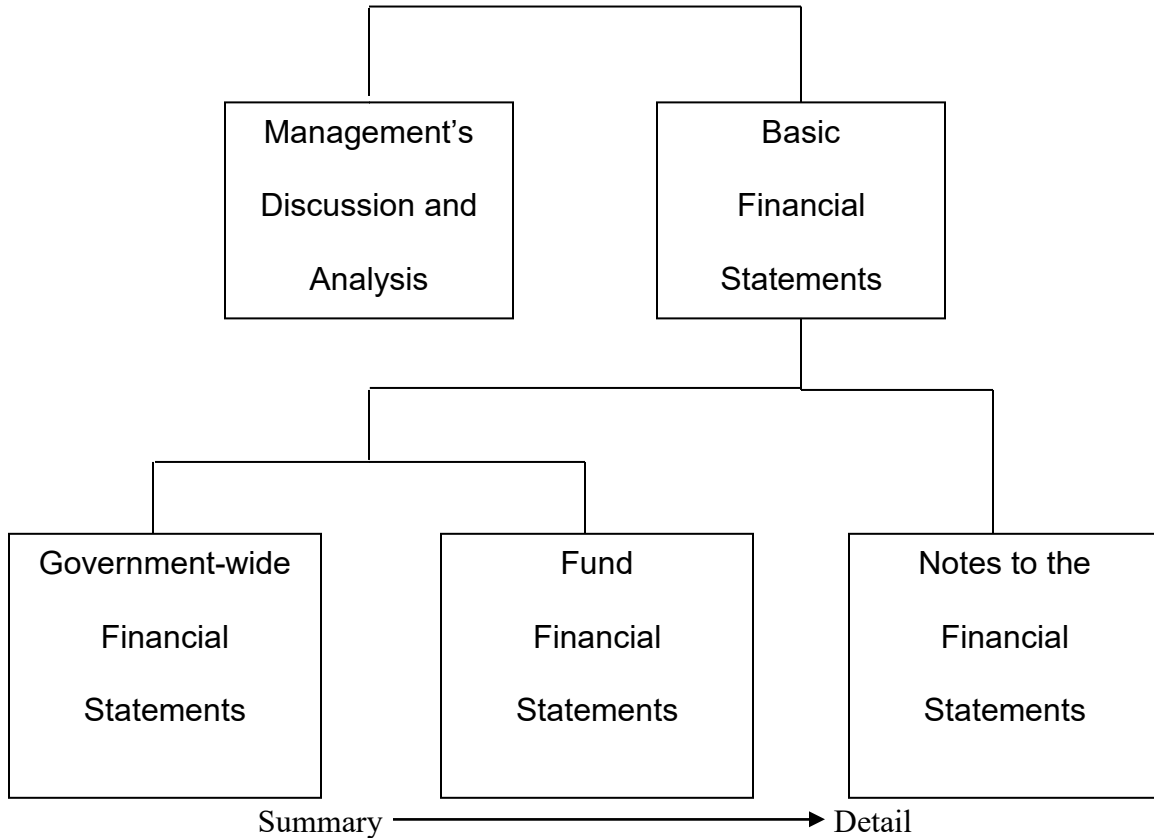 Management’s
Discussion and
Analysis
Basic
Financial
Statements
Government-wide
Financial
Statements
Fund
Financial
Statements
Notes to the
Financial
Statements
Summary
Detail